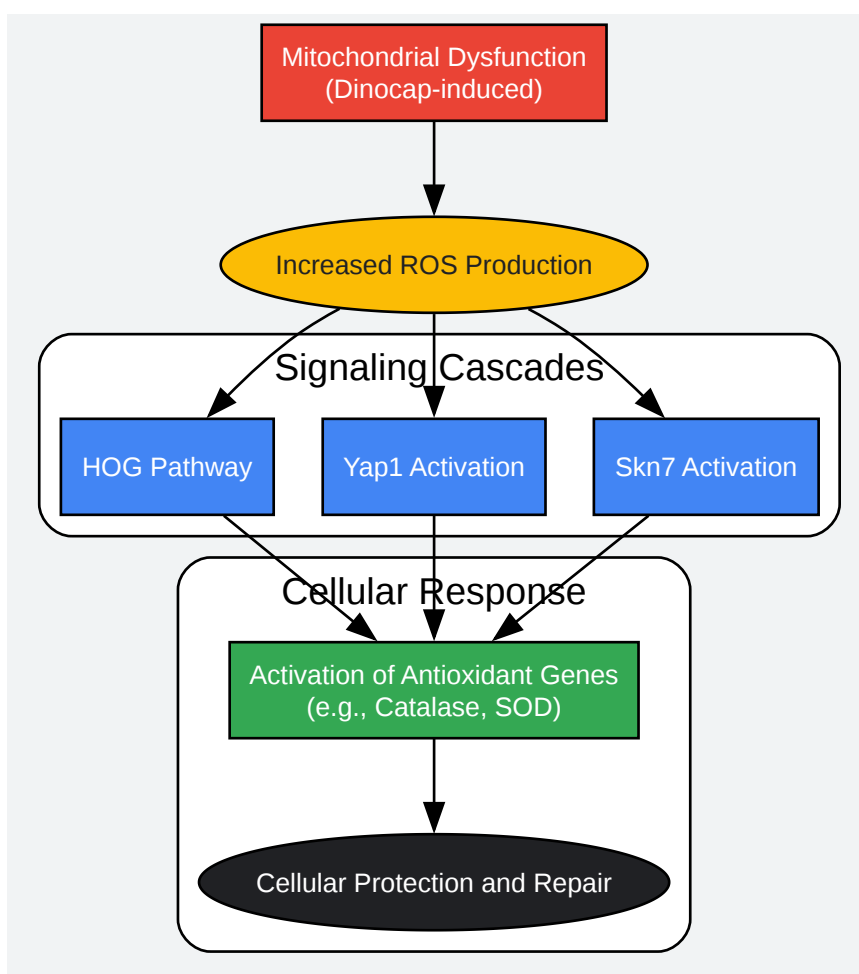 Mitochondrial Dysfunction
(Dinocap-induced)
Increased ROS Production
Signaling Cascades
HOG Pathway
Yap1 Activation
Skn7 Activation
Cellular Response
Activation of Antioxidant Genes
(e.g., Catalase, SOD)
Cellular Protection and Repair